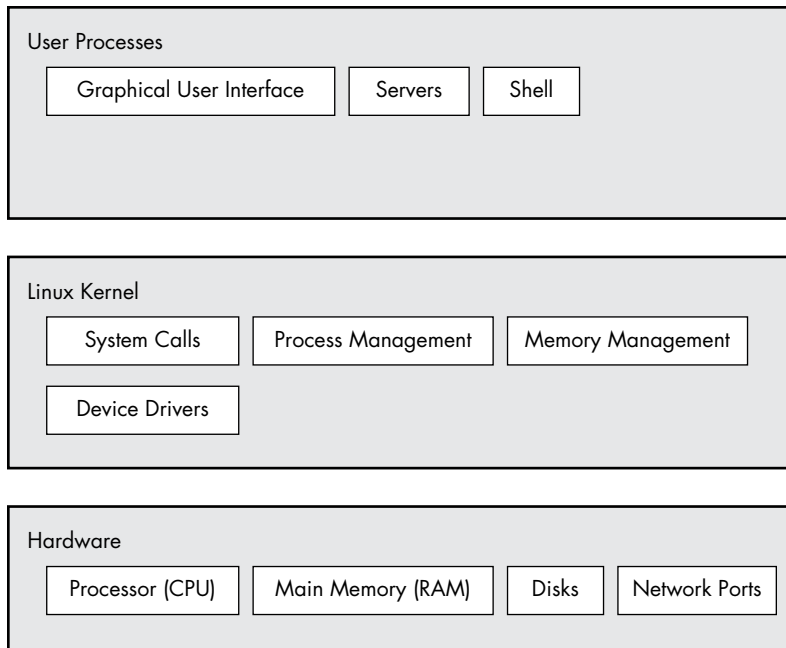 User Processes
Graphical User Interface Servers Shell
Linux Kernel
System Calls Process Management Memory Management
Device Drivers
Hardware
Processor (CPU) Main Memory (RAM) Disks Network Ports